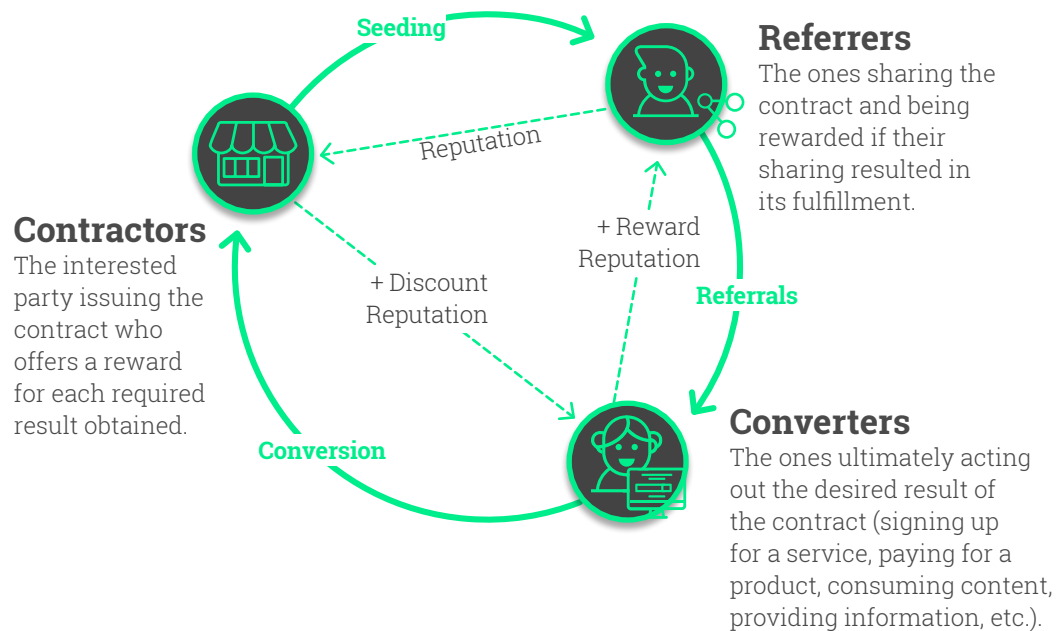 Seeding
Referrers
The ones sharing the
contract and being
rewarded if their
sharing resulted in
its fulfillment.
Reputation
Contractors
The interested
party issuing the
contract who
offers a reward
for each required
result obtained.
+ Reward
Reputation
+ Discount
Reputation
Referrals
Conversion
Converters
The ones ultimately acting
out the desired result of
the contract (signing up
for a service, paying for a
product, consuming content,
providing information, etc.).